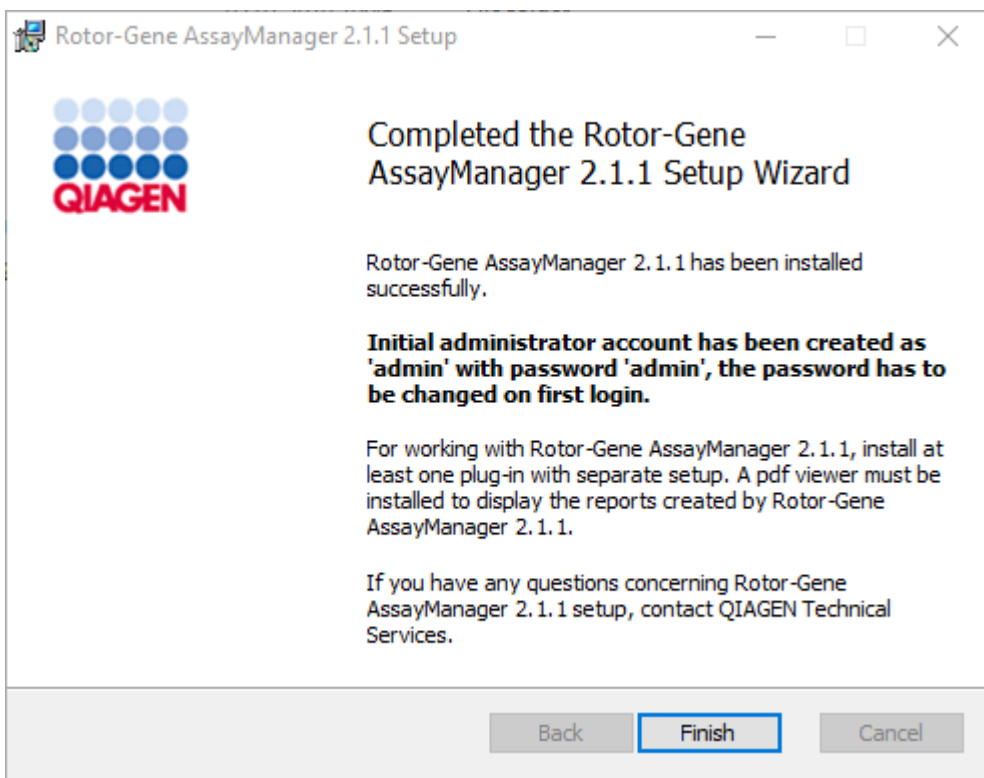 Rotor-Gene AssayManager 2.1.1 Setup
QIAGEN
Completed the Rotor-Gene
AssayManager 2.1.1 Setup Wizard
Rotor-Gene AssayManager 2.1.1 has been installed
successfully.
Initial administrator account has been created as
'admin' with password 'admin', the password has to
be changed on first login.
For working with Rotor-Gene AssayManager 2.1.1, install at
least one plug-in with separate setup. A pdf viewer must be
installed to display the reports created by Rotor-Gene
AssayManager 2.1.1.
If you have any questions concerning Rotor-Gene
AssayManager 2.1.1 setup, contact QIAGEN Technical
Services.
Back Finish Cancel